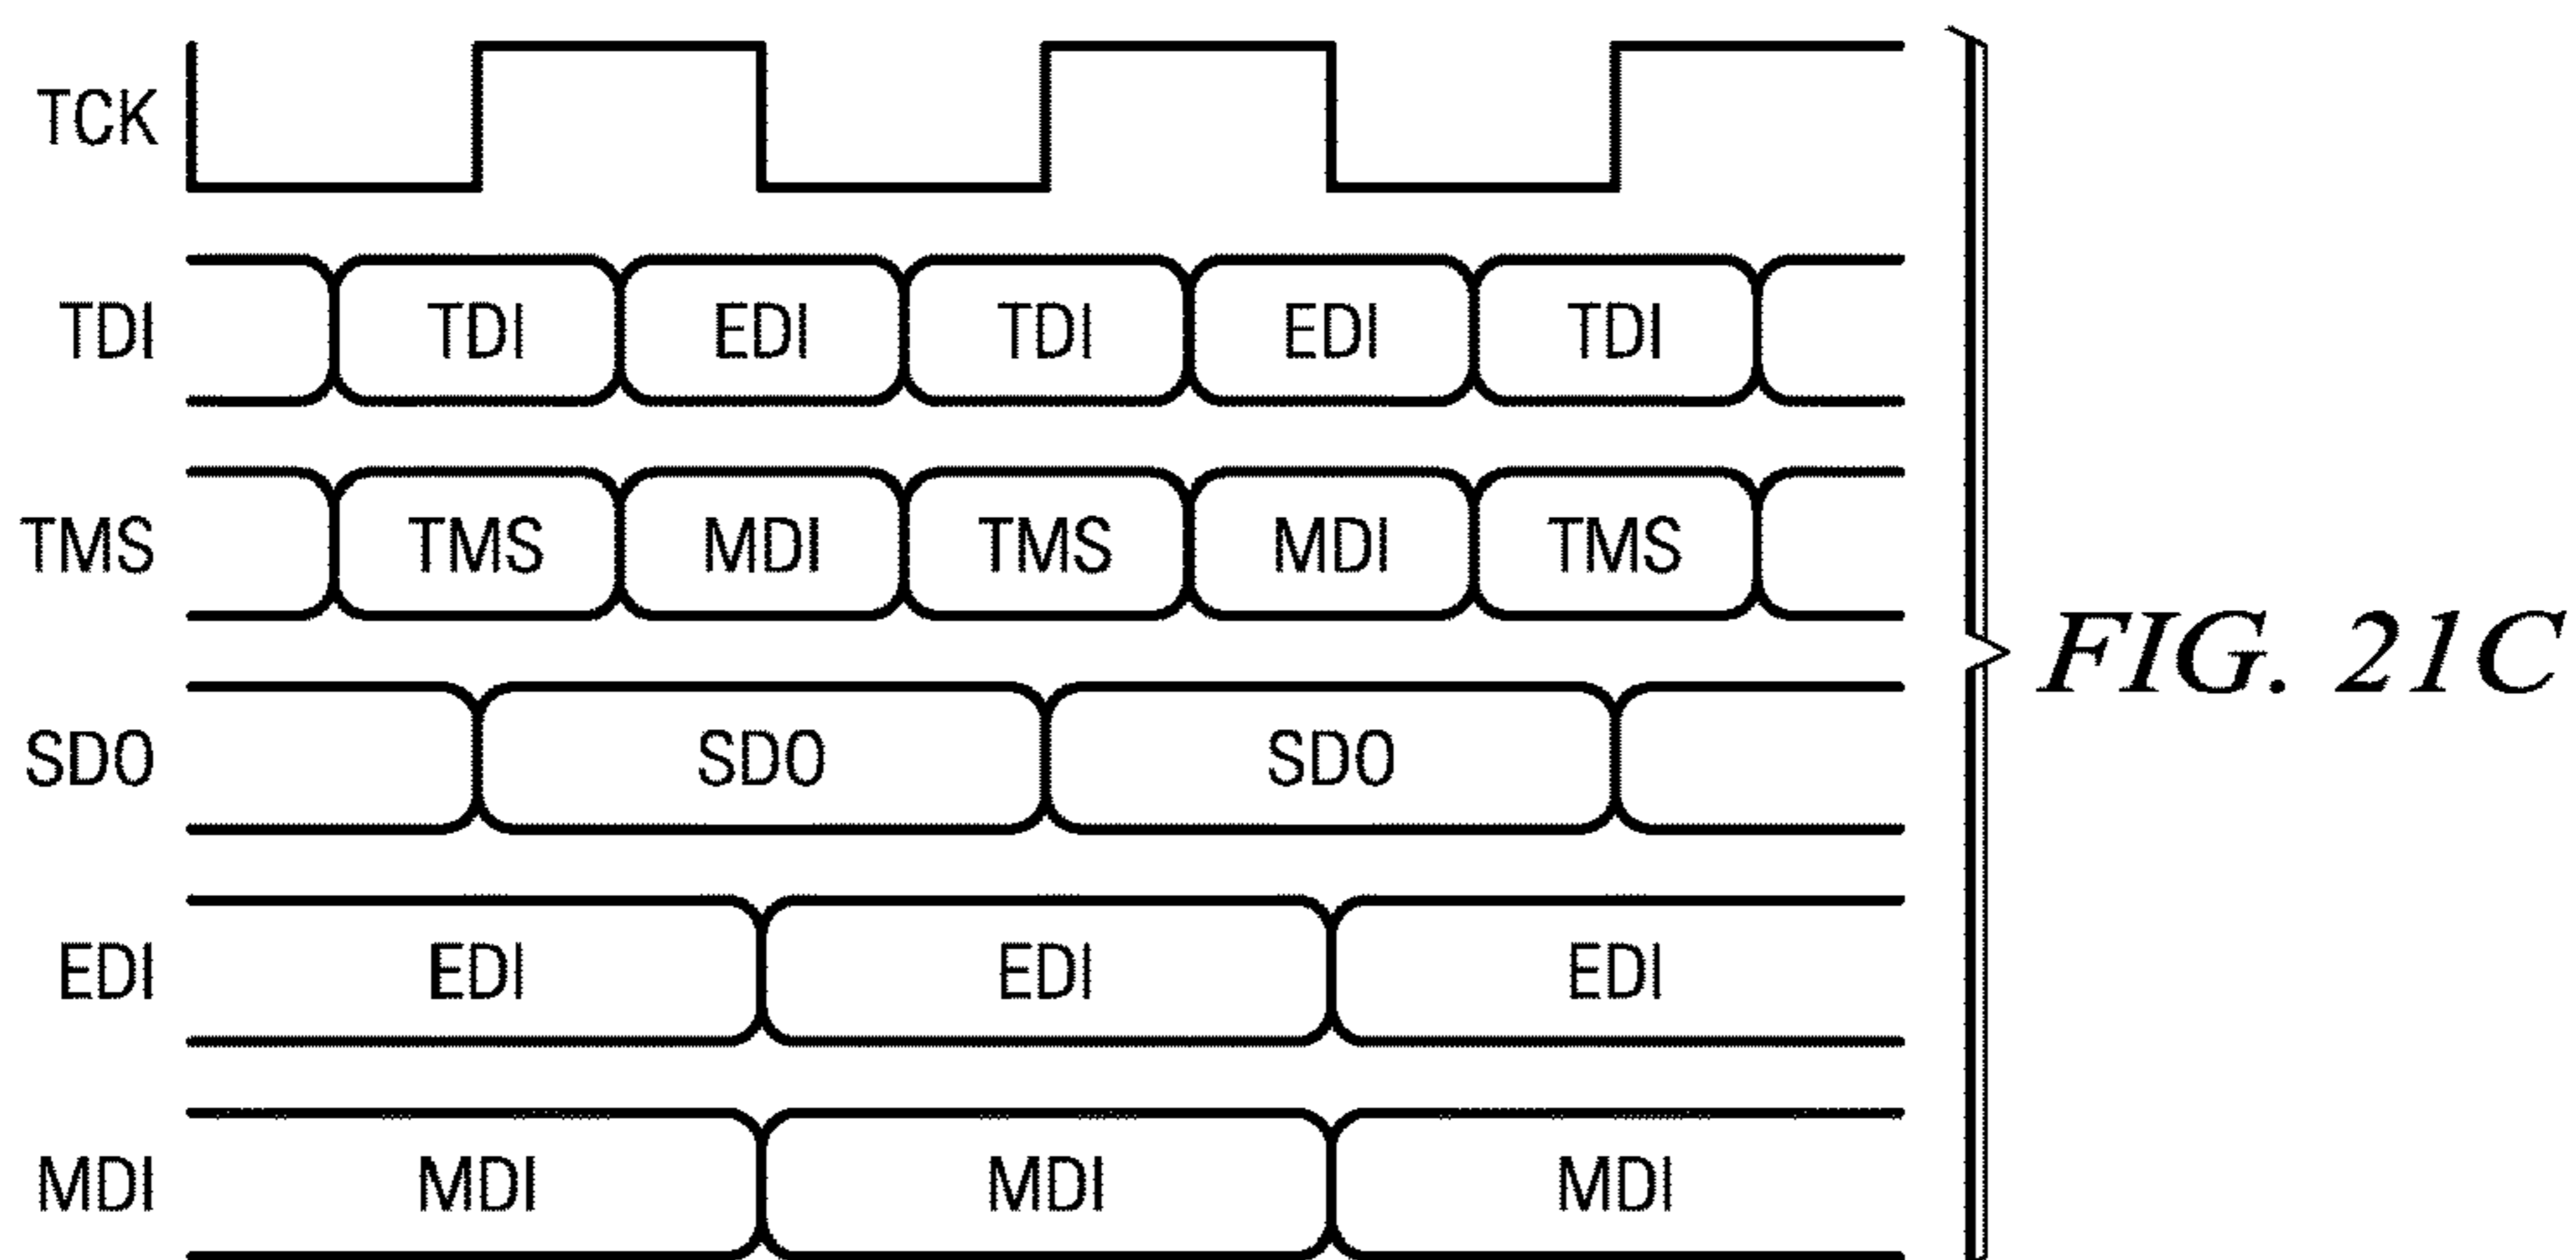 TCK
TDI TDI EDI TDI EDI TDI
TMS TMS MDI TMS MDI TMS
SDO SDO SDO
EDI EDI EDI EDI
MDI MDI MDI MDI
FIG. 21C